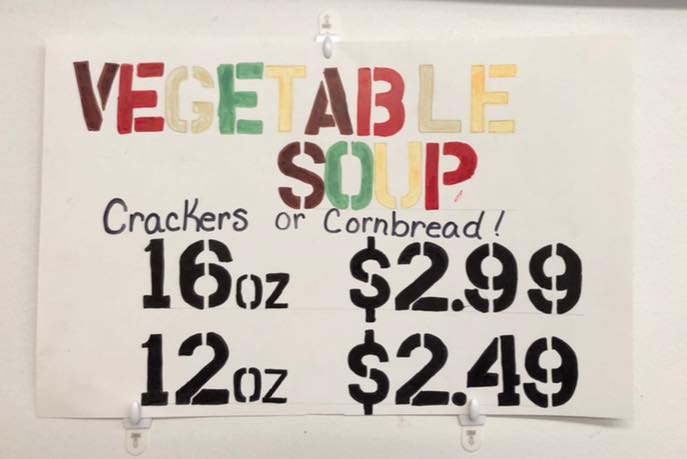 VEGETABLE
SOUP
Crackers or Cornbread!
16oz $2.99
12oz $2.49